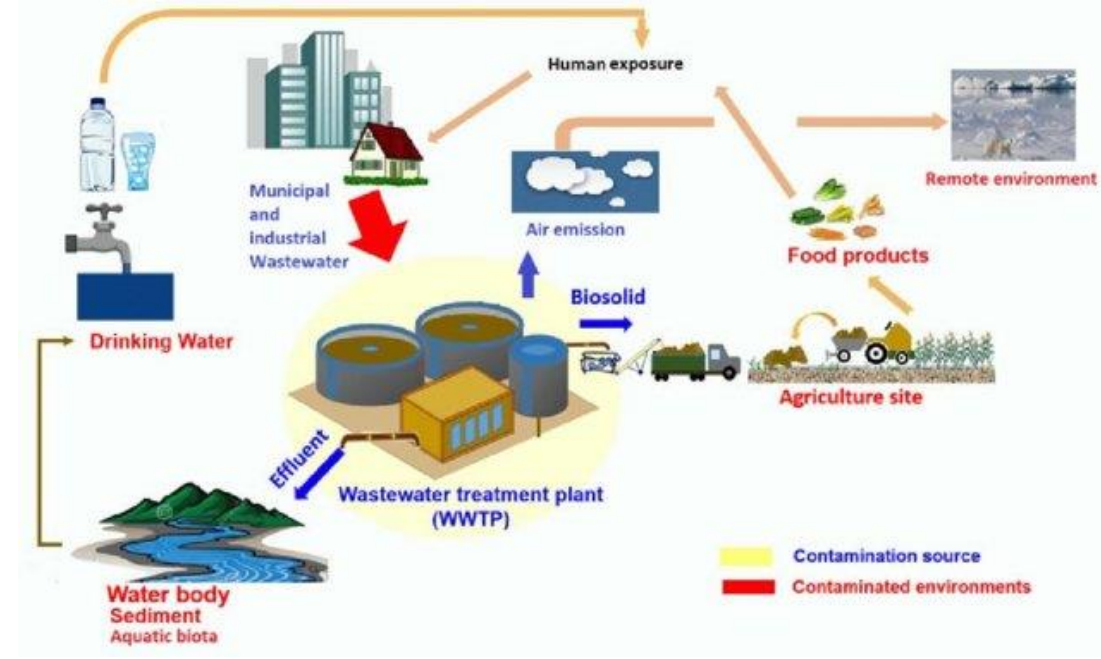 Human exposure
Municipal
and
industrial
Wastewater
Air emission
Remote environment
Food products
Biosolid
Drinking Water
Agriculture site
Effluent
Wastewater treatment plant
(WWTP)
Water body
Sediment
Aquatic biota
Contamination source
Contaminated environments